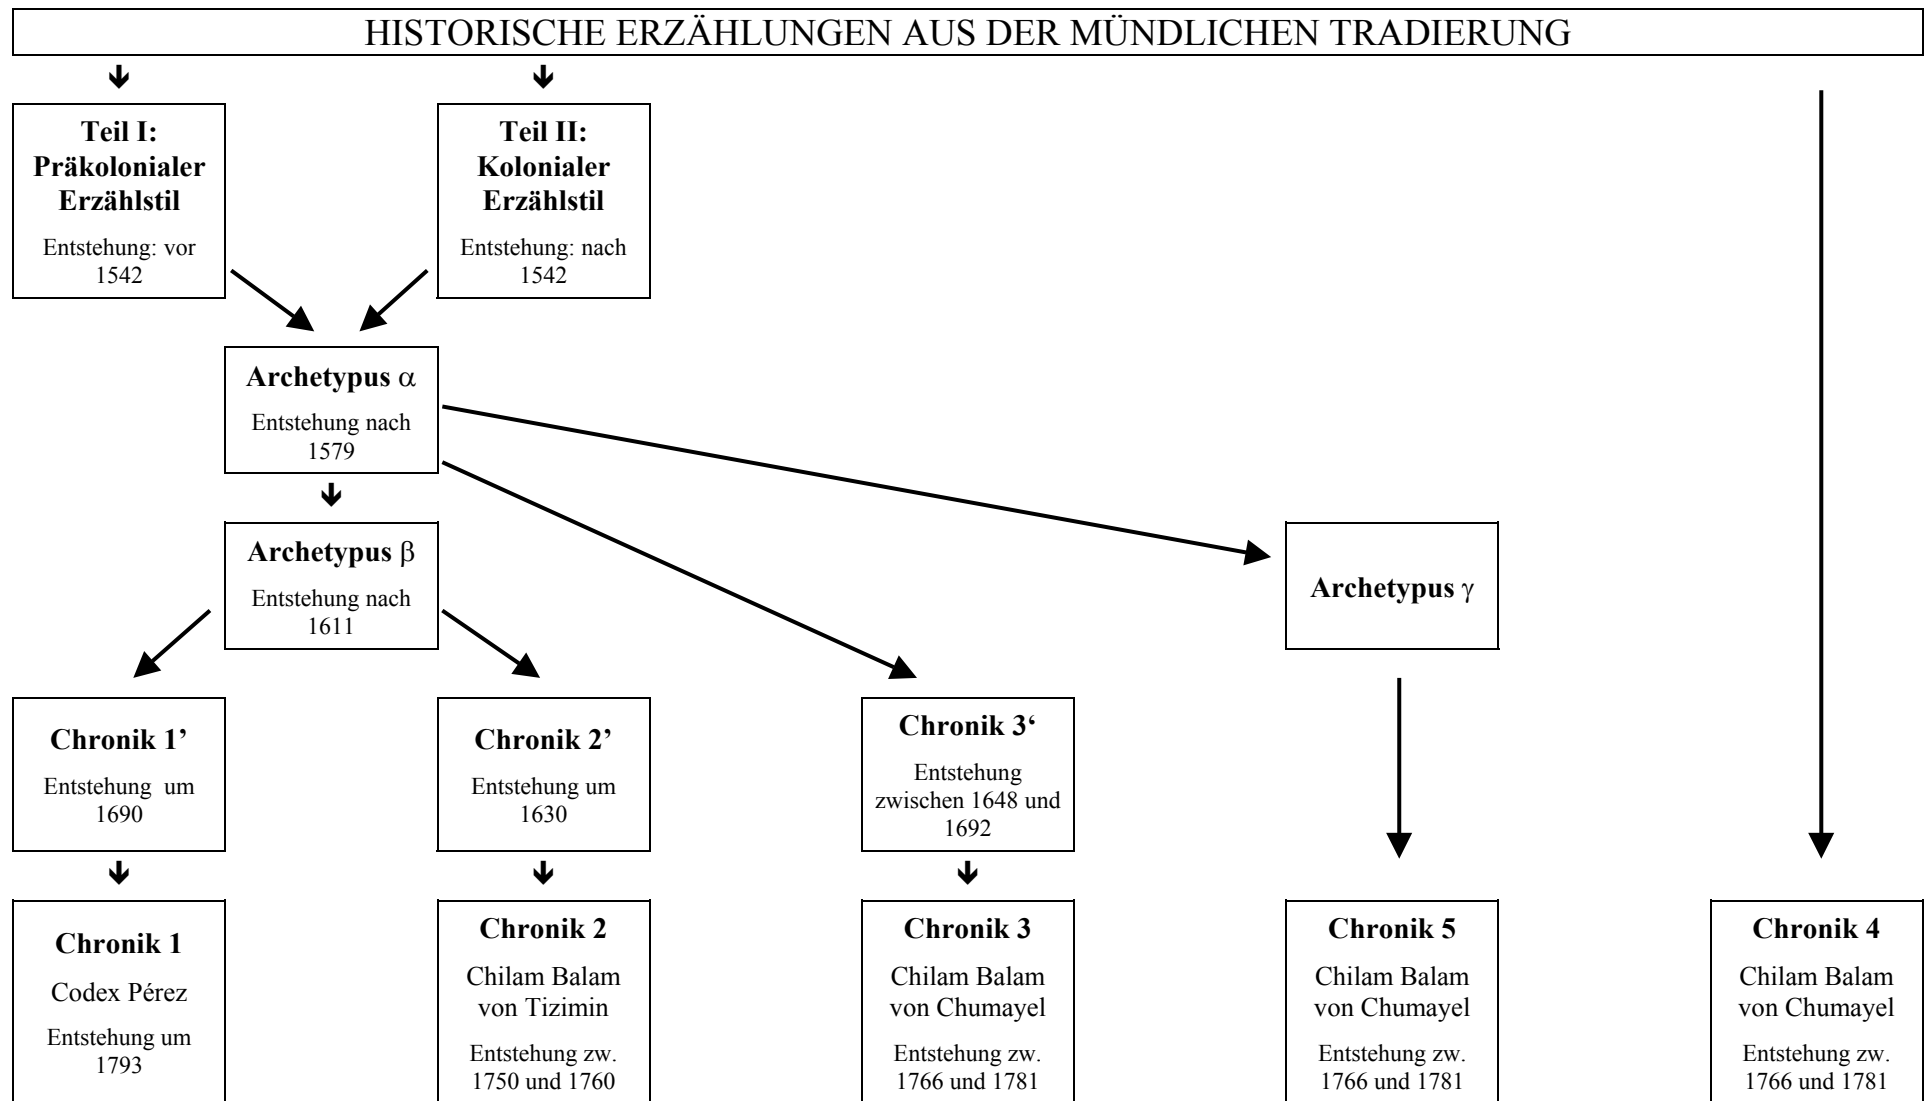 HISTORISCHE ERZÄHLUNGEN AUS DER MÜNDLICHEN TRADIERUNG
Teil I:
Präkolonialer
Erzählstil
Entstehung: vor
1542
Teil II:
Kolonialer
Erzählstil
Entstehung: nach
1542
Archetypus α
Entstehung nach
1579
Archetypus β
Entstehung nach
1611
Archetypus γ
Chronik 1’
Entstehung um
1690
Chronik 2’
Entstehung um
1630
Chronik 3‘
Entstehung
zwischen 1648 und
1692
Chronik 1
Codex Pérez
Entstehung um
1793
Chronik 2
Chilam Balam
von Tizimin
Entstehung zw.
1750 und 1760
Chronik 3
Chilam Balam
von Chumayel
Entstehung zw.
1766 und 1781
Chronik 5
Chilam Balam
von Chumayel
Entstehung zw.
1766 und 1781
Chronik 4
Chilam Balam
von Chumayel
Entstehung zw.
1766 und 1781